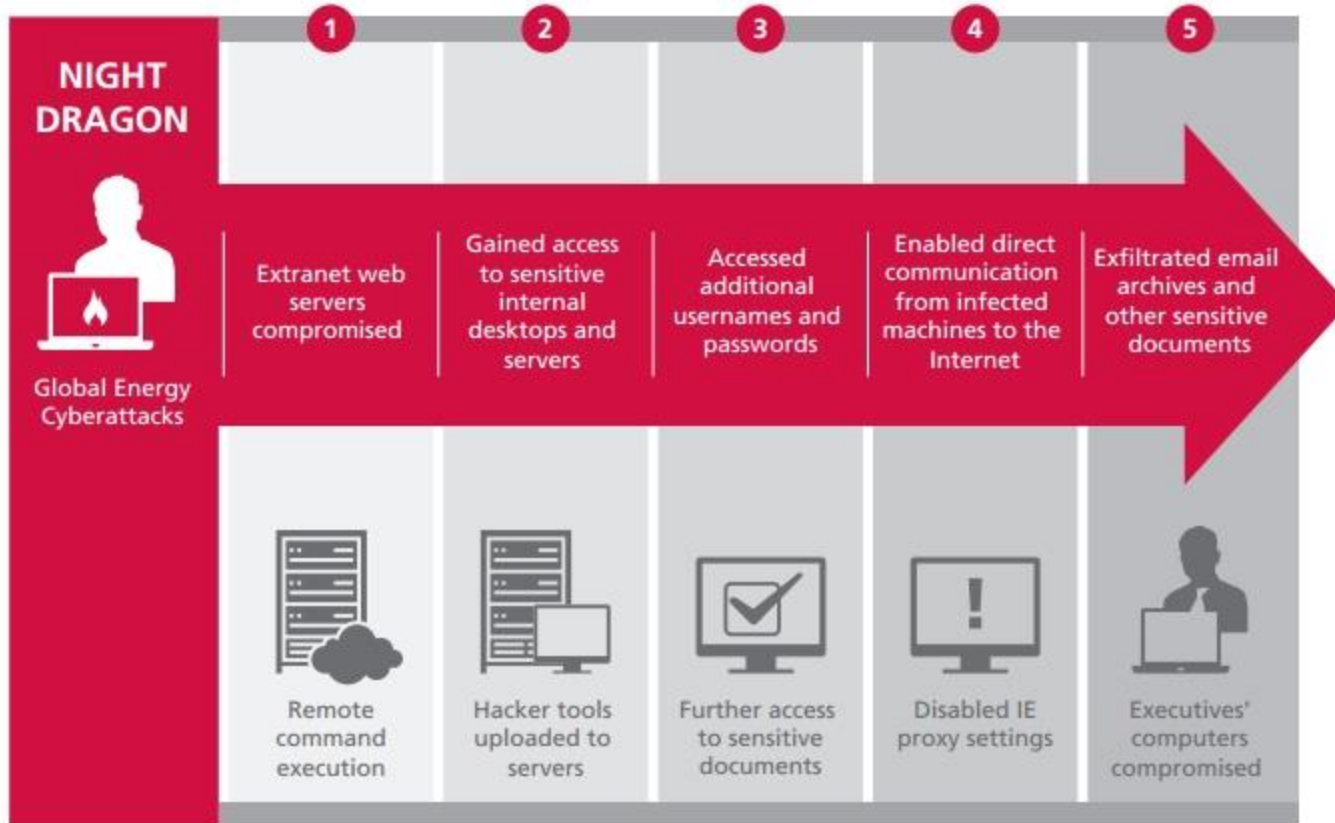 1
2
3
4
5
NIGHT
DRAGON
Global Energy
Cyberattacks
Extranet web
servers
compromised
Gained access
to sensitive
internal
desktops and
servers
Accessed
additional
usernames and
passwords
Enabled direct
communication
from infected
machines to the
Internet
Exfiltrated email
archives and
other sensitive
documents
Remote
command
execution
Hacker tools
uploaded to
servers
Further access
to sensitive
documents
Disabled IE
proxy settings
Executives'
computers
compromised